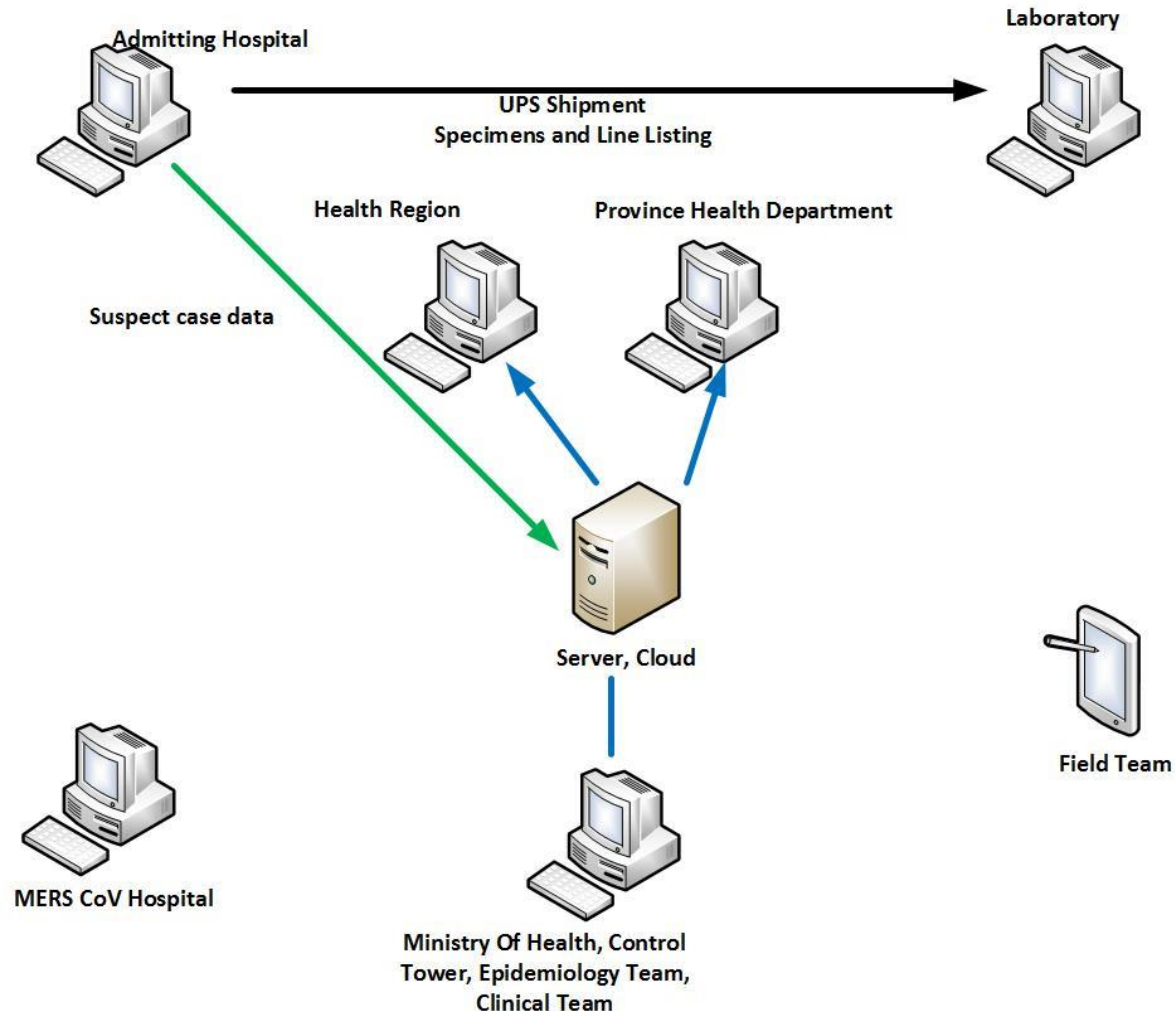 Admitting Hospital
Laboratory
UPS Shipment
Specimens and Line Listing
Health Region
Province Health Department
Suspect case data
Server, Cloud
Field Team
MERS CoV Hospital
Ministry Of Health, Control
Tower, Epidemiology Team,
Clinical Team